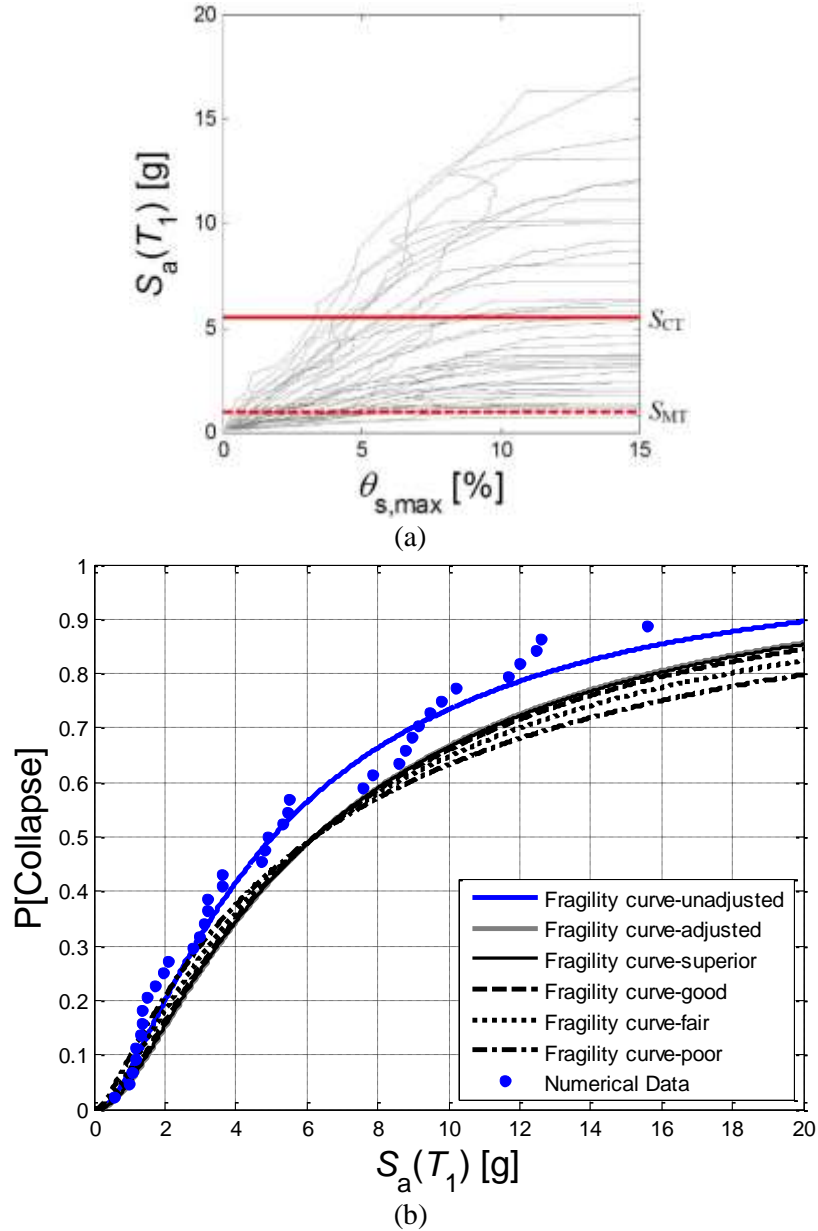 20
15
10
5
0
S_a(T_1) [g]
S_CT
S_MT
0 5 10 15
θ_s,max [%]
(a)
1
0.9
0.8
0.7
0.6
0.5
0.4
0.3
0.2
0.1
0
P[Collapse]
Fragility curve-unadjusted
Fragility curve-adjusted
Fragility curve-superior
Fragility curve-good
Fragility curve-fair
Fragility curve-poor
Numerical Data
0 2 4 6 8 10 12 14 16 18 20
S_a(T_1) [g]
(b)